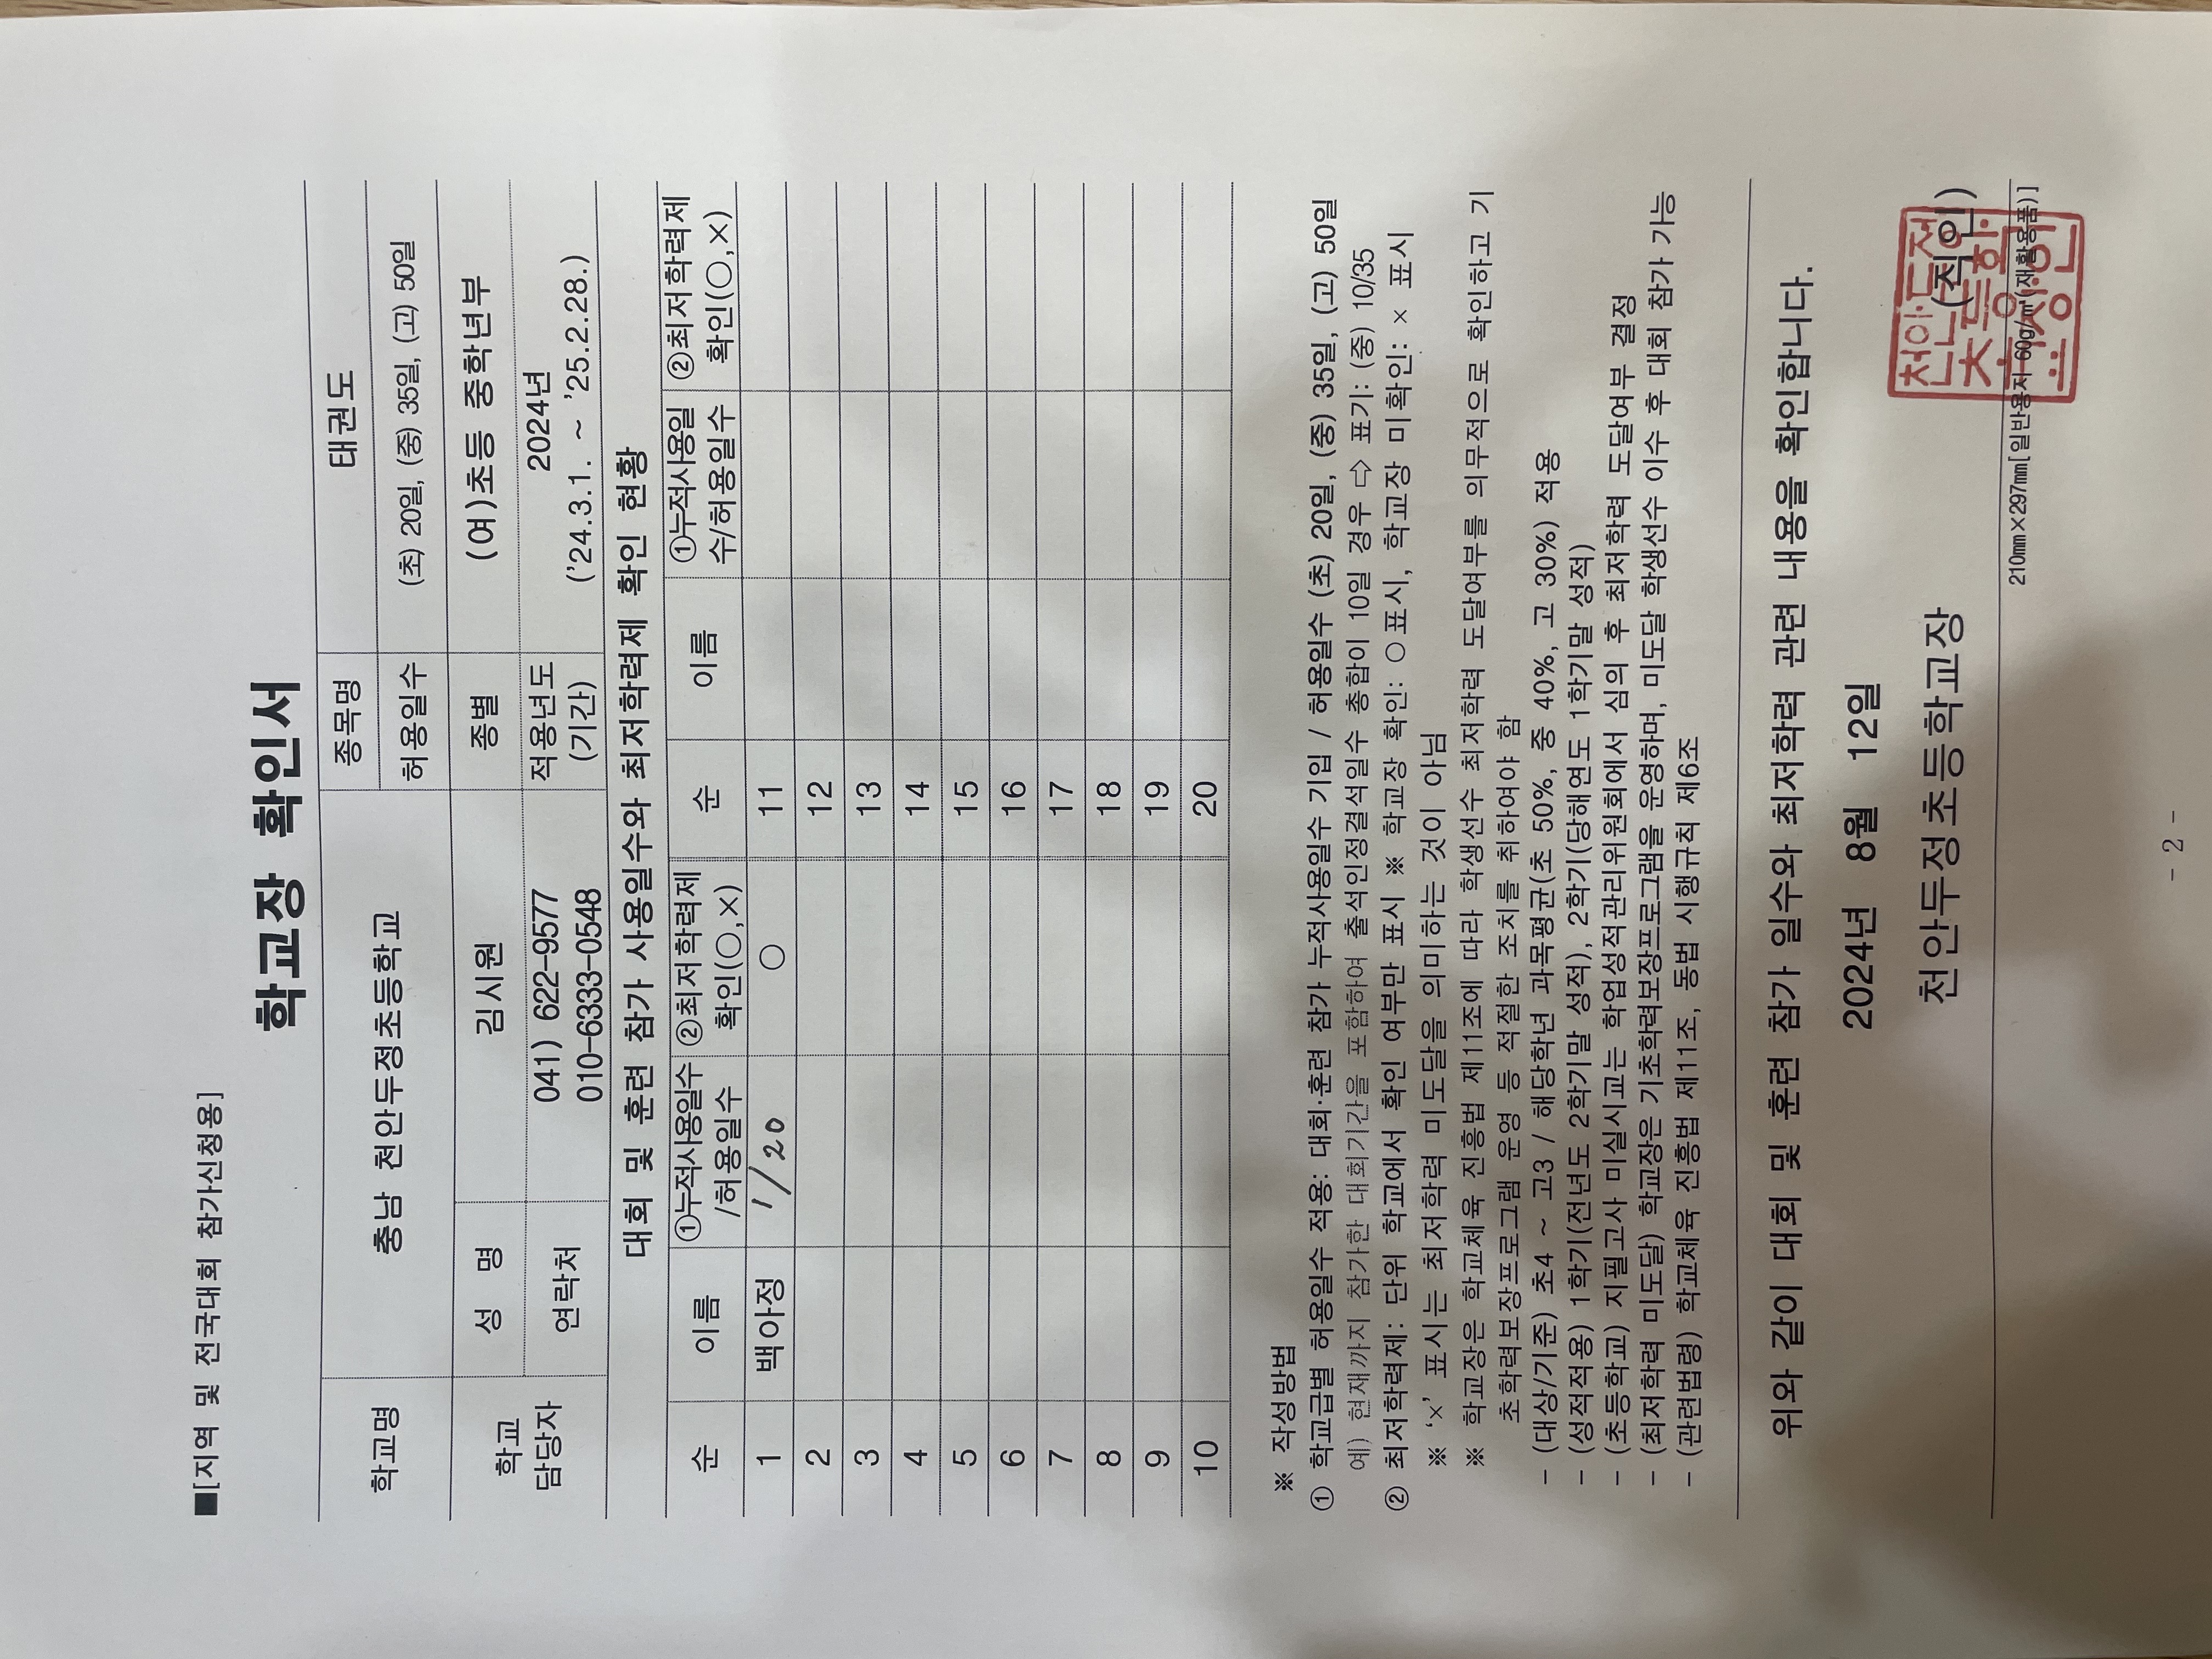 ■[지역 및 전국대회 참가신청용]
학교장 확인서
학교명 충남 천안두정초등학교 종목명 태권도
허용일수 (초) 20일, (중) 35일, (고) 50일
학교 담당자 성 명 김시원 종별 (여)초등 중학년부
연락처 041) 622-9577 적용년도 2024년
010-6333-0548 (기간) ('24.3.1. ~ '25.2.28.)
대회 및 훈련 참가 사용일수와 최저학력제 확인 현황
순 이름 ①누적사용일수 ②최저학력제 순 이름 ①누적사용일 ②최저학력제
/허용일수 확인(○,×) 수/허용일수 확인(○,×)
1 백아정 1/20 ○ 11
2 12
3 13
4 14
5 15
6 16
7 17
8 18
9 19
10 20
※ 작성방법
① 학교급별 허용일수 적용: 대회·훈련 참가 누적사용일수 기입 / 허용일수 (초) 20일, (중) 35일, (고) 50일
예) 현재까지 참가한 대회기간을 포함하여 출석인정결석일수 총합이 10일 경우 ⇨ 표기: (중) 10/35
② 최저학력제: 단위 학교에서 확인 여부만 표시 ※ 학교장 확인: ○표시, 학교장 미확인: × 표시
※ '×' 표시는 최저학력 미도달을 의미하는 것이 아님
※ 학교장은 학교체육 진흥법 제11조에 따라 학생선수 최저학력 도달여부를 의무적으로 확인하고 기
초학력보장프로그램 운영 등 적절한 조치를 취하여야 함
- (대상/기준) 초4 ~ 고3 / 해당학년 과목평균(초 50%, 중 40%, 고 30%) 적용
- (성적적용) 1학기(전년도 2학기말 성적), 2학기(당해연도 1학기말 성적)
- (초등학교) 지필고사 미실시교는 학업성적관리위원회에서 심의 후 최저학력 도달여부 결정
- (최저학력 미도달) 학교장은 기초학력보장프로그램을 운영하며, 미도달 학생선수 이수 후 대회 참가 가능
- (관련법령) 학교체육 진흥법 제11조, 동법 시행규칙 제6조
위와 같이 대회 및 훈련 참가 일수와 최저학력 관련 내용을 확인합니다.
2024년 8월 12일
천안두정초등학교장 (직인)
천안두정
초등학
교장인
210㎜×297㎜[일반용지 60g/㎡(재활용품)]
- 2 -